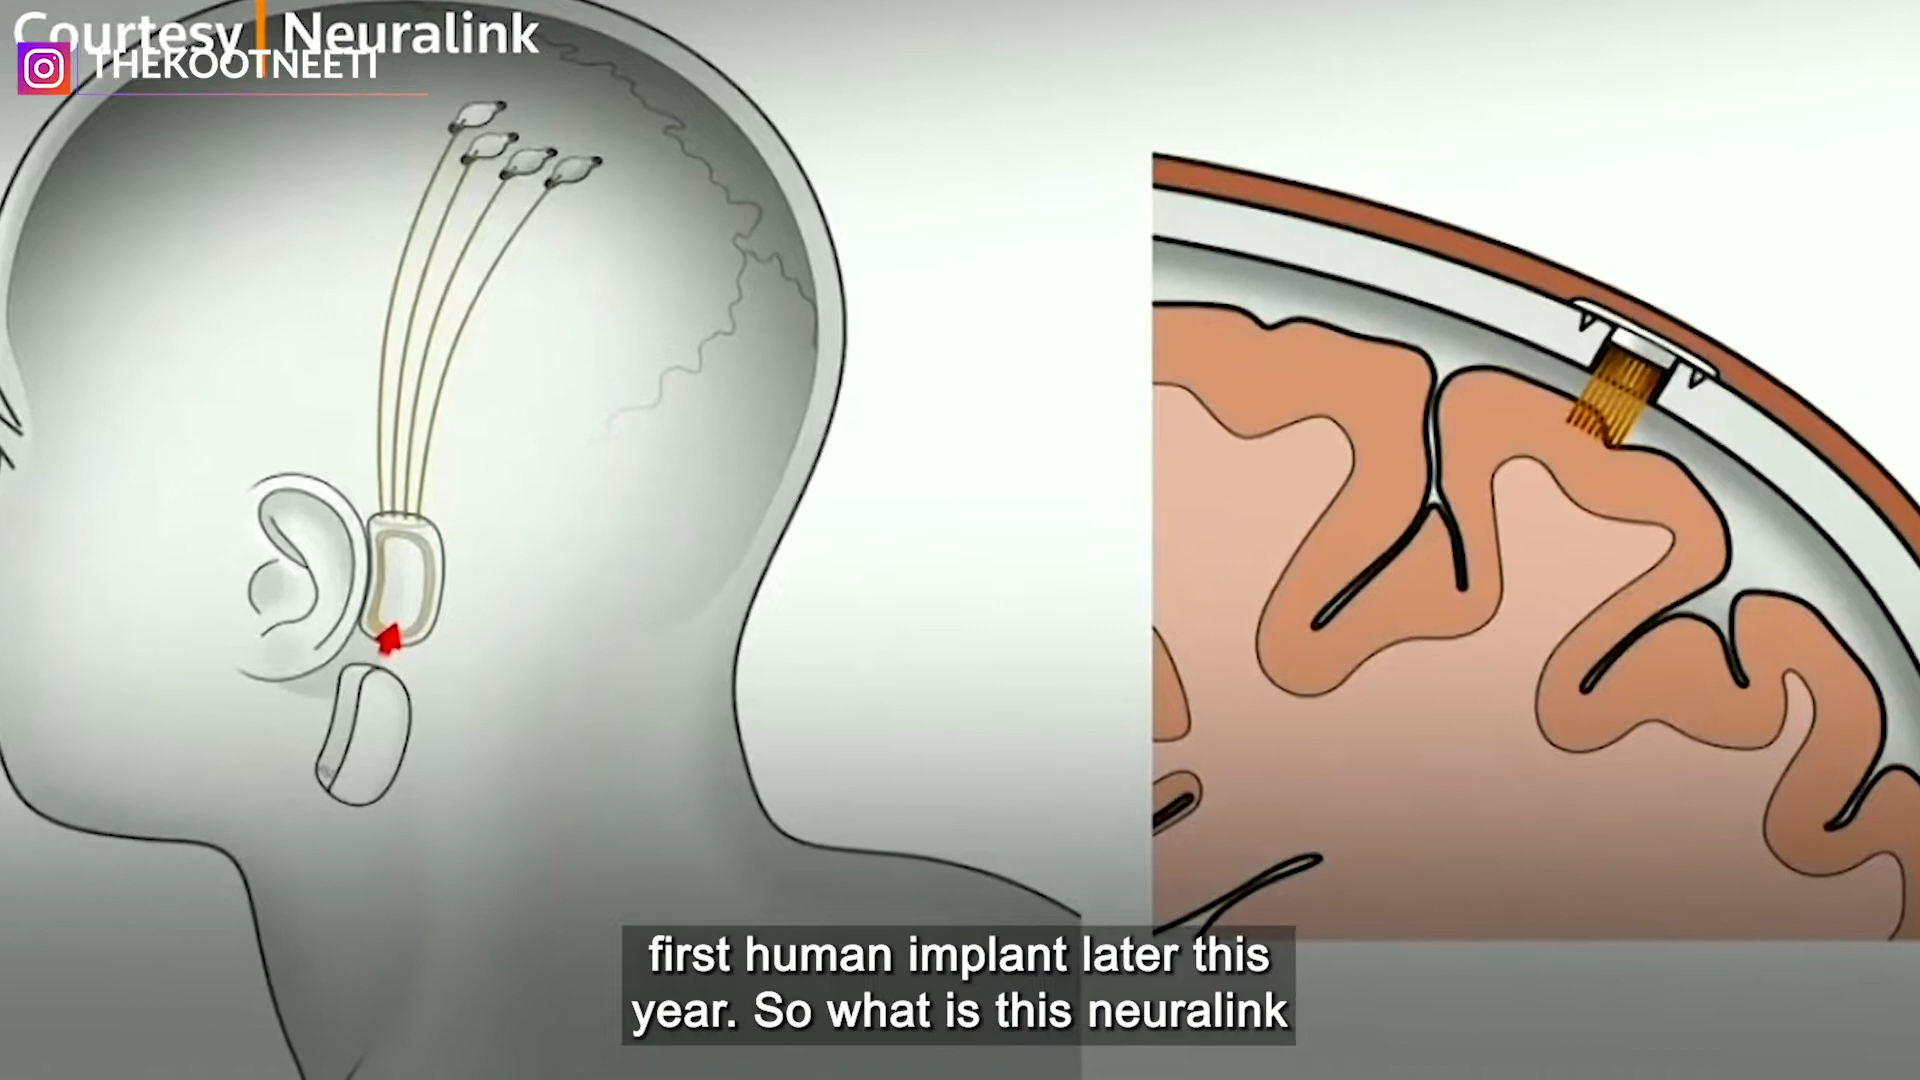 Courtesy | Neuralink
THEKOOTNEETI
first human implant later this
year. So what is this neuralink